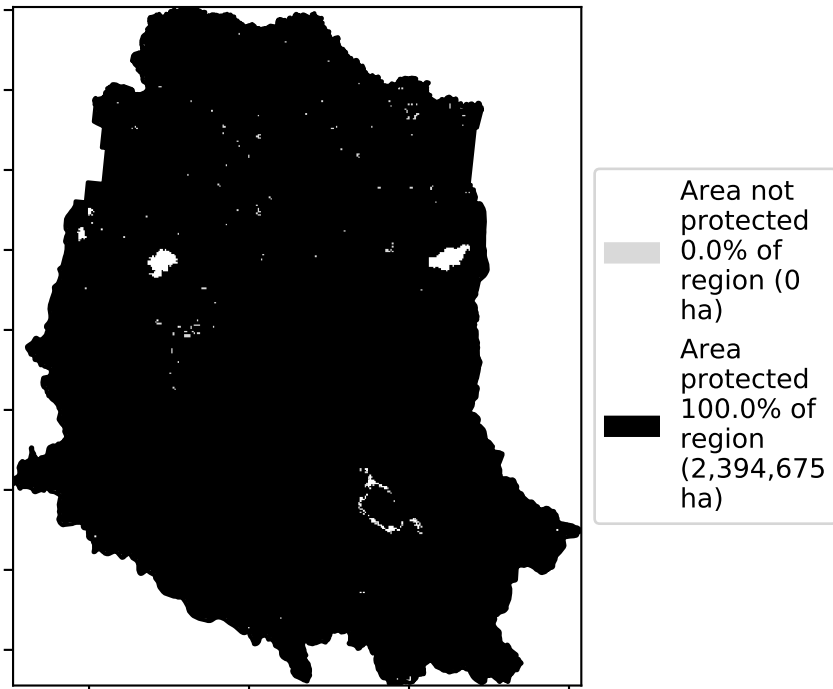 Area not
protected
0.0% of
region (0
ha)
Area
protected
100.0% of
region
(2,394,675
ha)